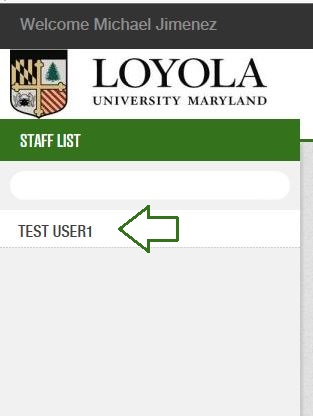 Welcome Michael Jimenez
LOYOLA
UNIVERSITY MARYLAND
STAFF LIST
TEST USER1